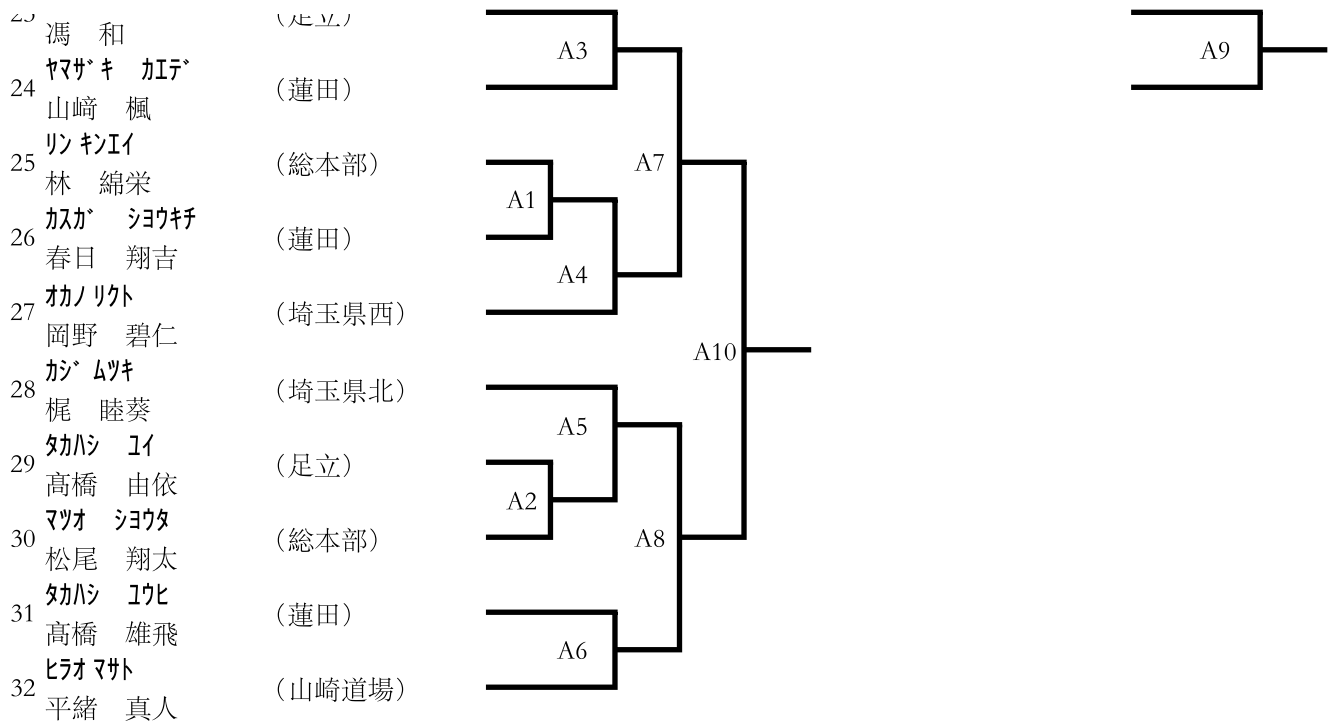 馮　和
（足立）
A3
A9
ﾔﾏｻﾞｷ　ｶｴﾃﾞ
24
山﨑　楓
（蓮田）
ﾘﾝ ｷﾝｴｲ
25
林　綿栄
（総本部）
A7
A1
ｶｽｶﾞ　ｼﾖｳｷﾁ
26
春日　翔吉
（蓮田）
A4
ｵｶﾉ ﾘｸﾄ
27
岡野　碧仁
（埼玉県西）
A10
ｶｼﾞ ﾑﾂｷ
28
梶　睦葵
（埼玉県北）
A5
ﾀｶﾊｼ　ﾕｲ
29
髙橋　由依
（足立）
A2
ﾏﾂｵ　ｼﾖｳﾀ
30
松尾　翔太
（総本部）
A8
ﾀｶﾊｼ　ﾕｳﾋ
31
髙橋　雄飛
（蓮田）
A6
ﾋﾗｵ ﾏｻﾄ
32
平緒　真人
（山崎道場）